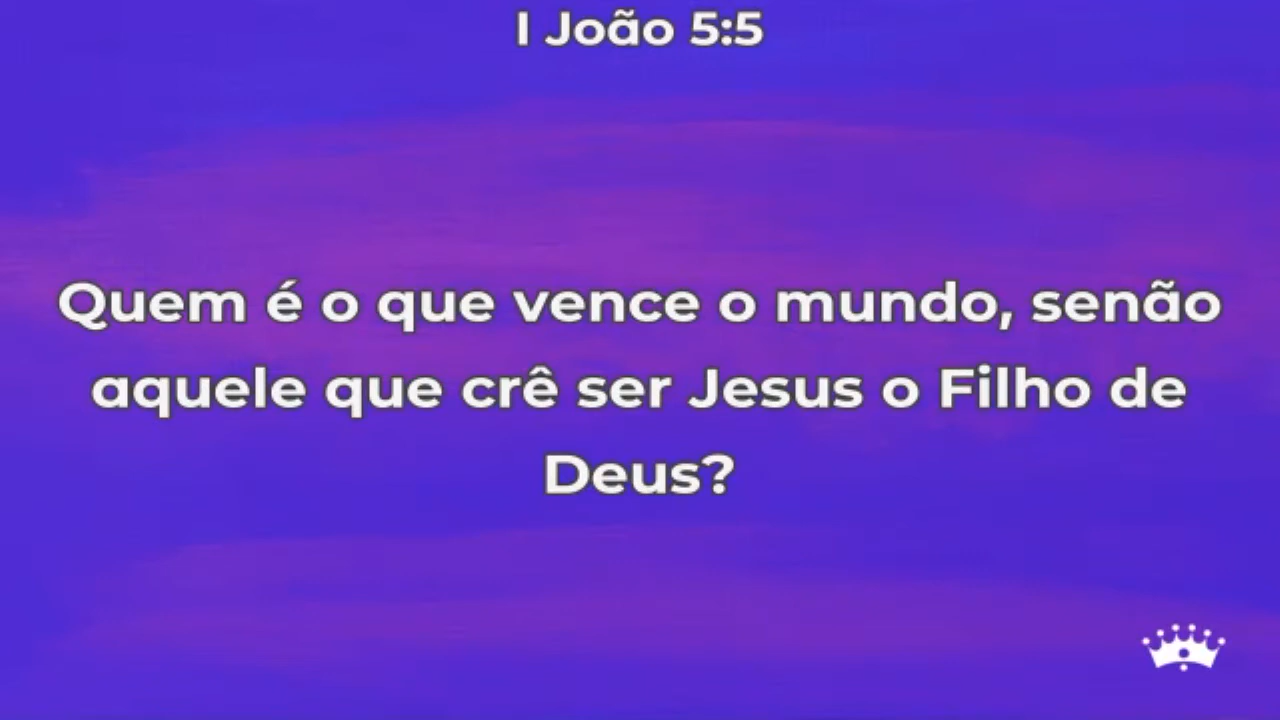 I João 5:5
Quem é o que vence o mundo, senão
aquele que crê ser Jesus o Filho de
Deus?